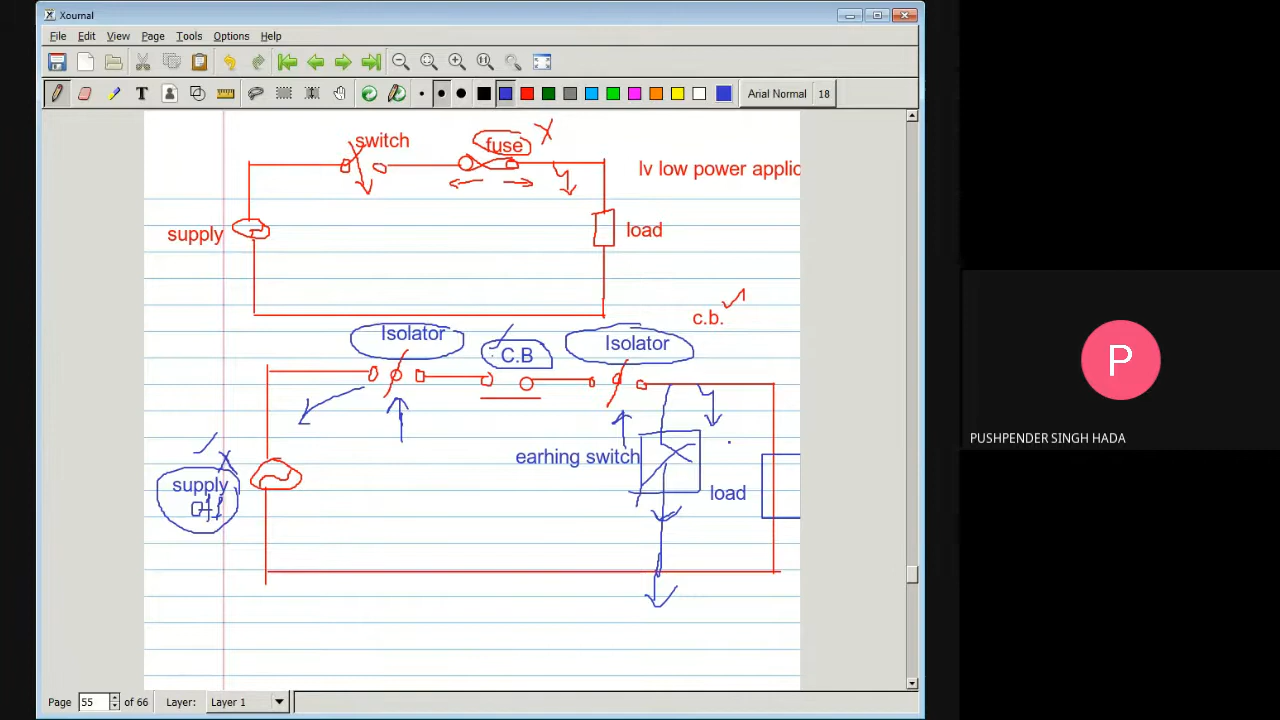 Xournal
File Edit View Page Tools Options Help
Arial Normal 18
switch
fuse
lv low power applic
supply
load
c.b.
Isolator
C.B
Isolator
earhing switch
supply
off
load
P
PUSHPENDER SINGH HADA
Page 55 of 66 Layer: Layer 1